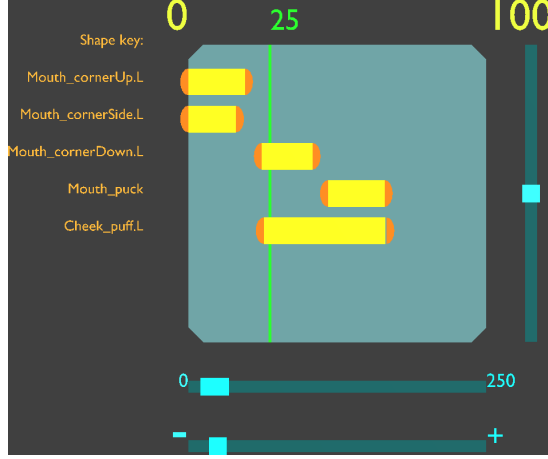 0 25 100
Shape key:
Mouth_cornerUp.L
Mouth_cornerSide.L
Mouth_cornerDown.L
Mouth_puck
Cheek_puff.L
0 250
- +